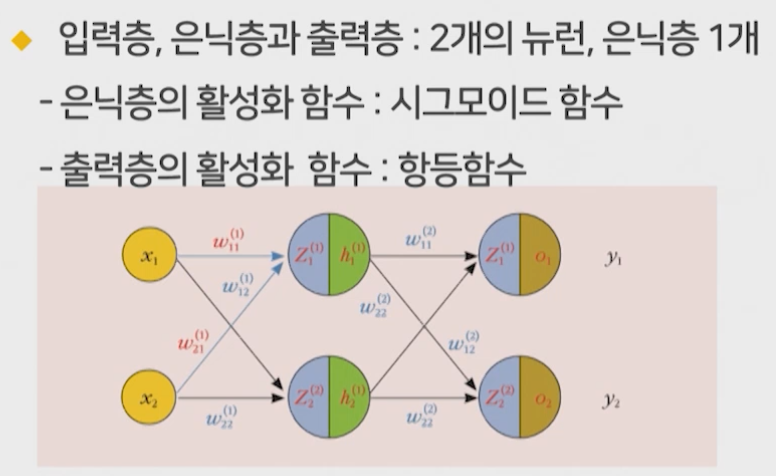 ◆ 입력층, 은닉층과 출력층 : 2개의 뉴런, 은닉층 1개
- 은닉층의 활성화 함수 : 시그모이드 함수
- 출력층의 활성화 함수 : 항등함수
x₁ w₁₁⁽¹⁾ Z₁⁽¹⁾ h₁⁽¹⁾ w₁₁⁽²⁾ Z₁⁽¹⁾ o₁ y₁
w₁₂⁽¹⁾ w₂₂⁽²⁾
w₂₁⁽¹⁾ w₁₂⁽²⁾
x₂ w₂₂⁽¹⁾ Z₂⁽²⁾ h₂⁽¹⁾ w₂₂⁽²⁾ Z₂⁽²⁾ o₂ y₂